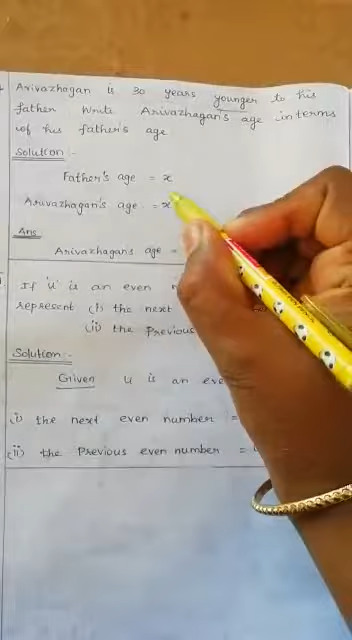 Arivazhagan is 30 years younger to his
father write Arivazhagan's age in terms
of his father's age
Solution:-
Father's age = x
Arivazhagan's age = x
Ans
Arivazhagan's age =
If 'u' is an even
represent (i) the next
(ii) the previous
Solution:-
Given u is an
(i) the next even number =
(ii) the Previous even number =